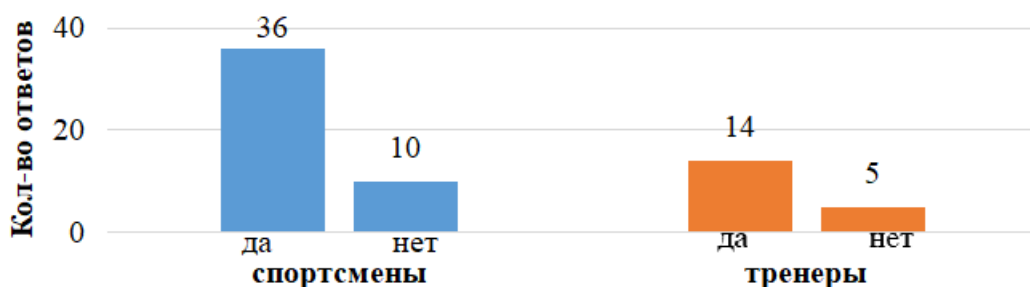 Кол-во ответов
40
20
0
36
10
14
5
да нет да нет
спортсмены тренеры